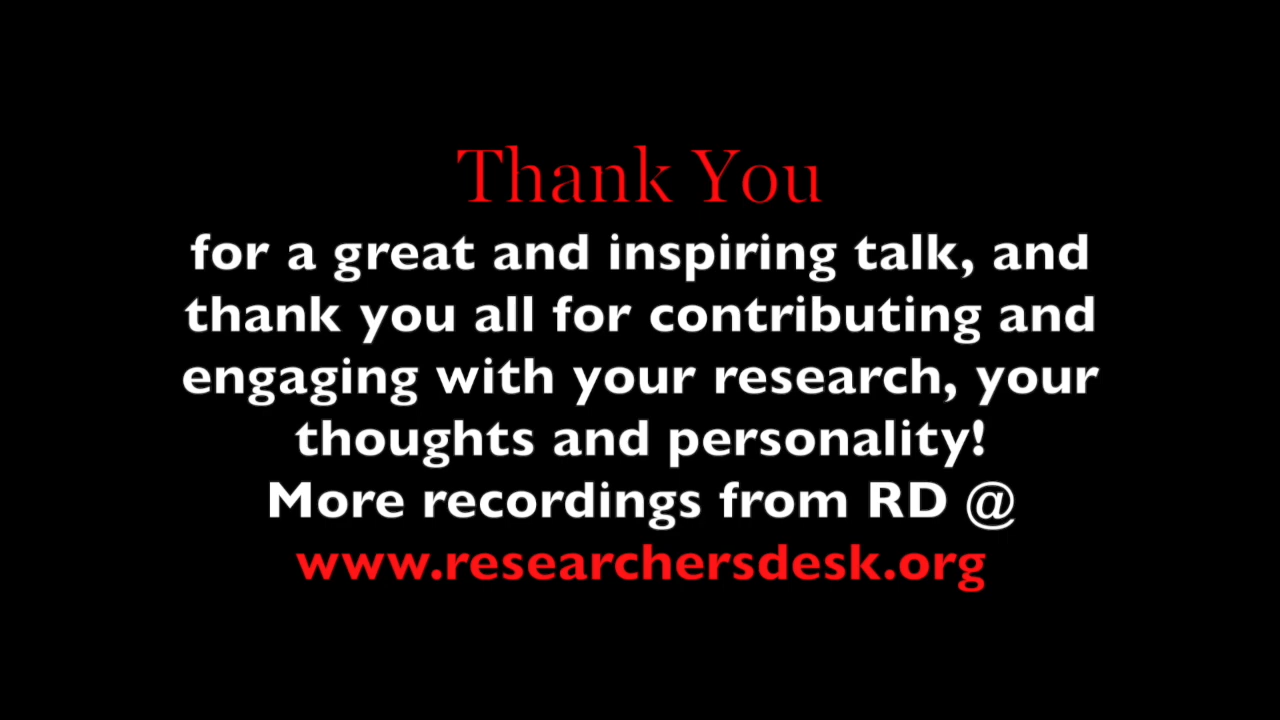 Thank You
for a great and inspiring talk, and
thank you all for contributing and
engaging with your research, your
thoughts and personality!
More recordings from RD @
www.researchersdesk.org